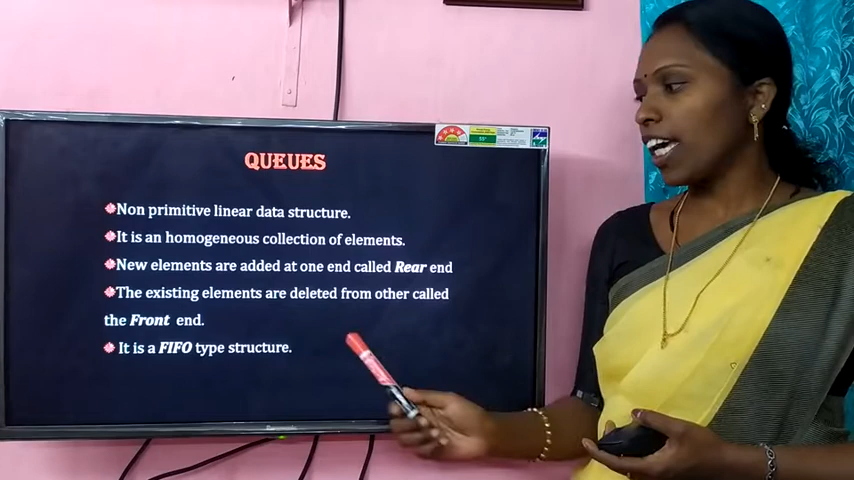 QUEUES
Non primitive linear data structure.
It is an homogeneous collection of elements.
New elements are added at one end called Rear end
The existing elements are deleted from other called
the Front end.
It is a FIFO type structure.
55"